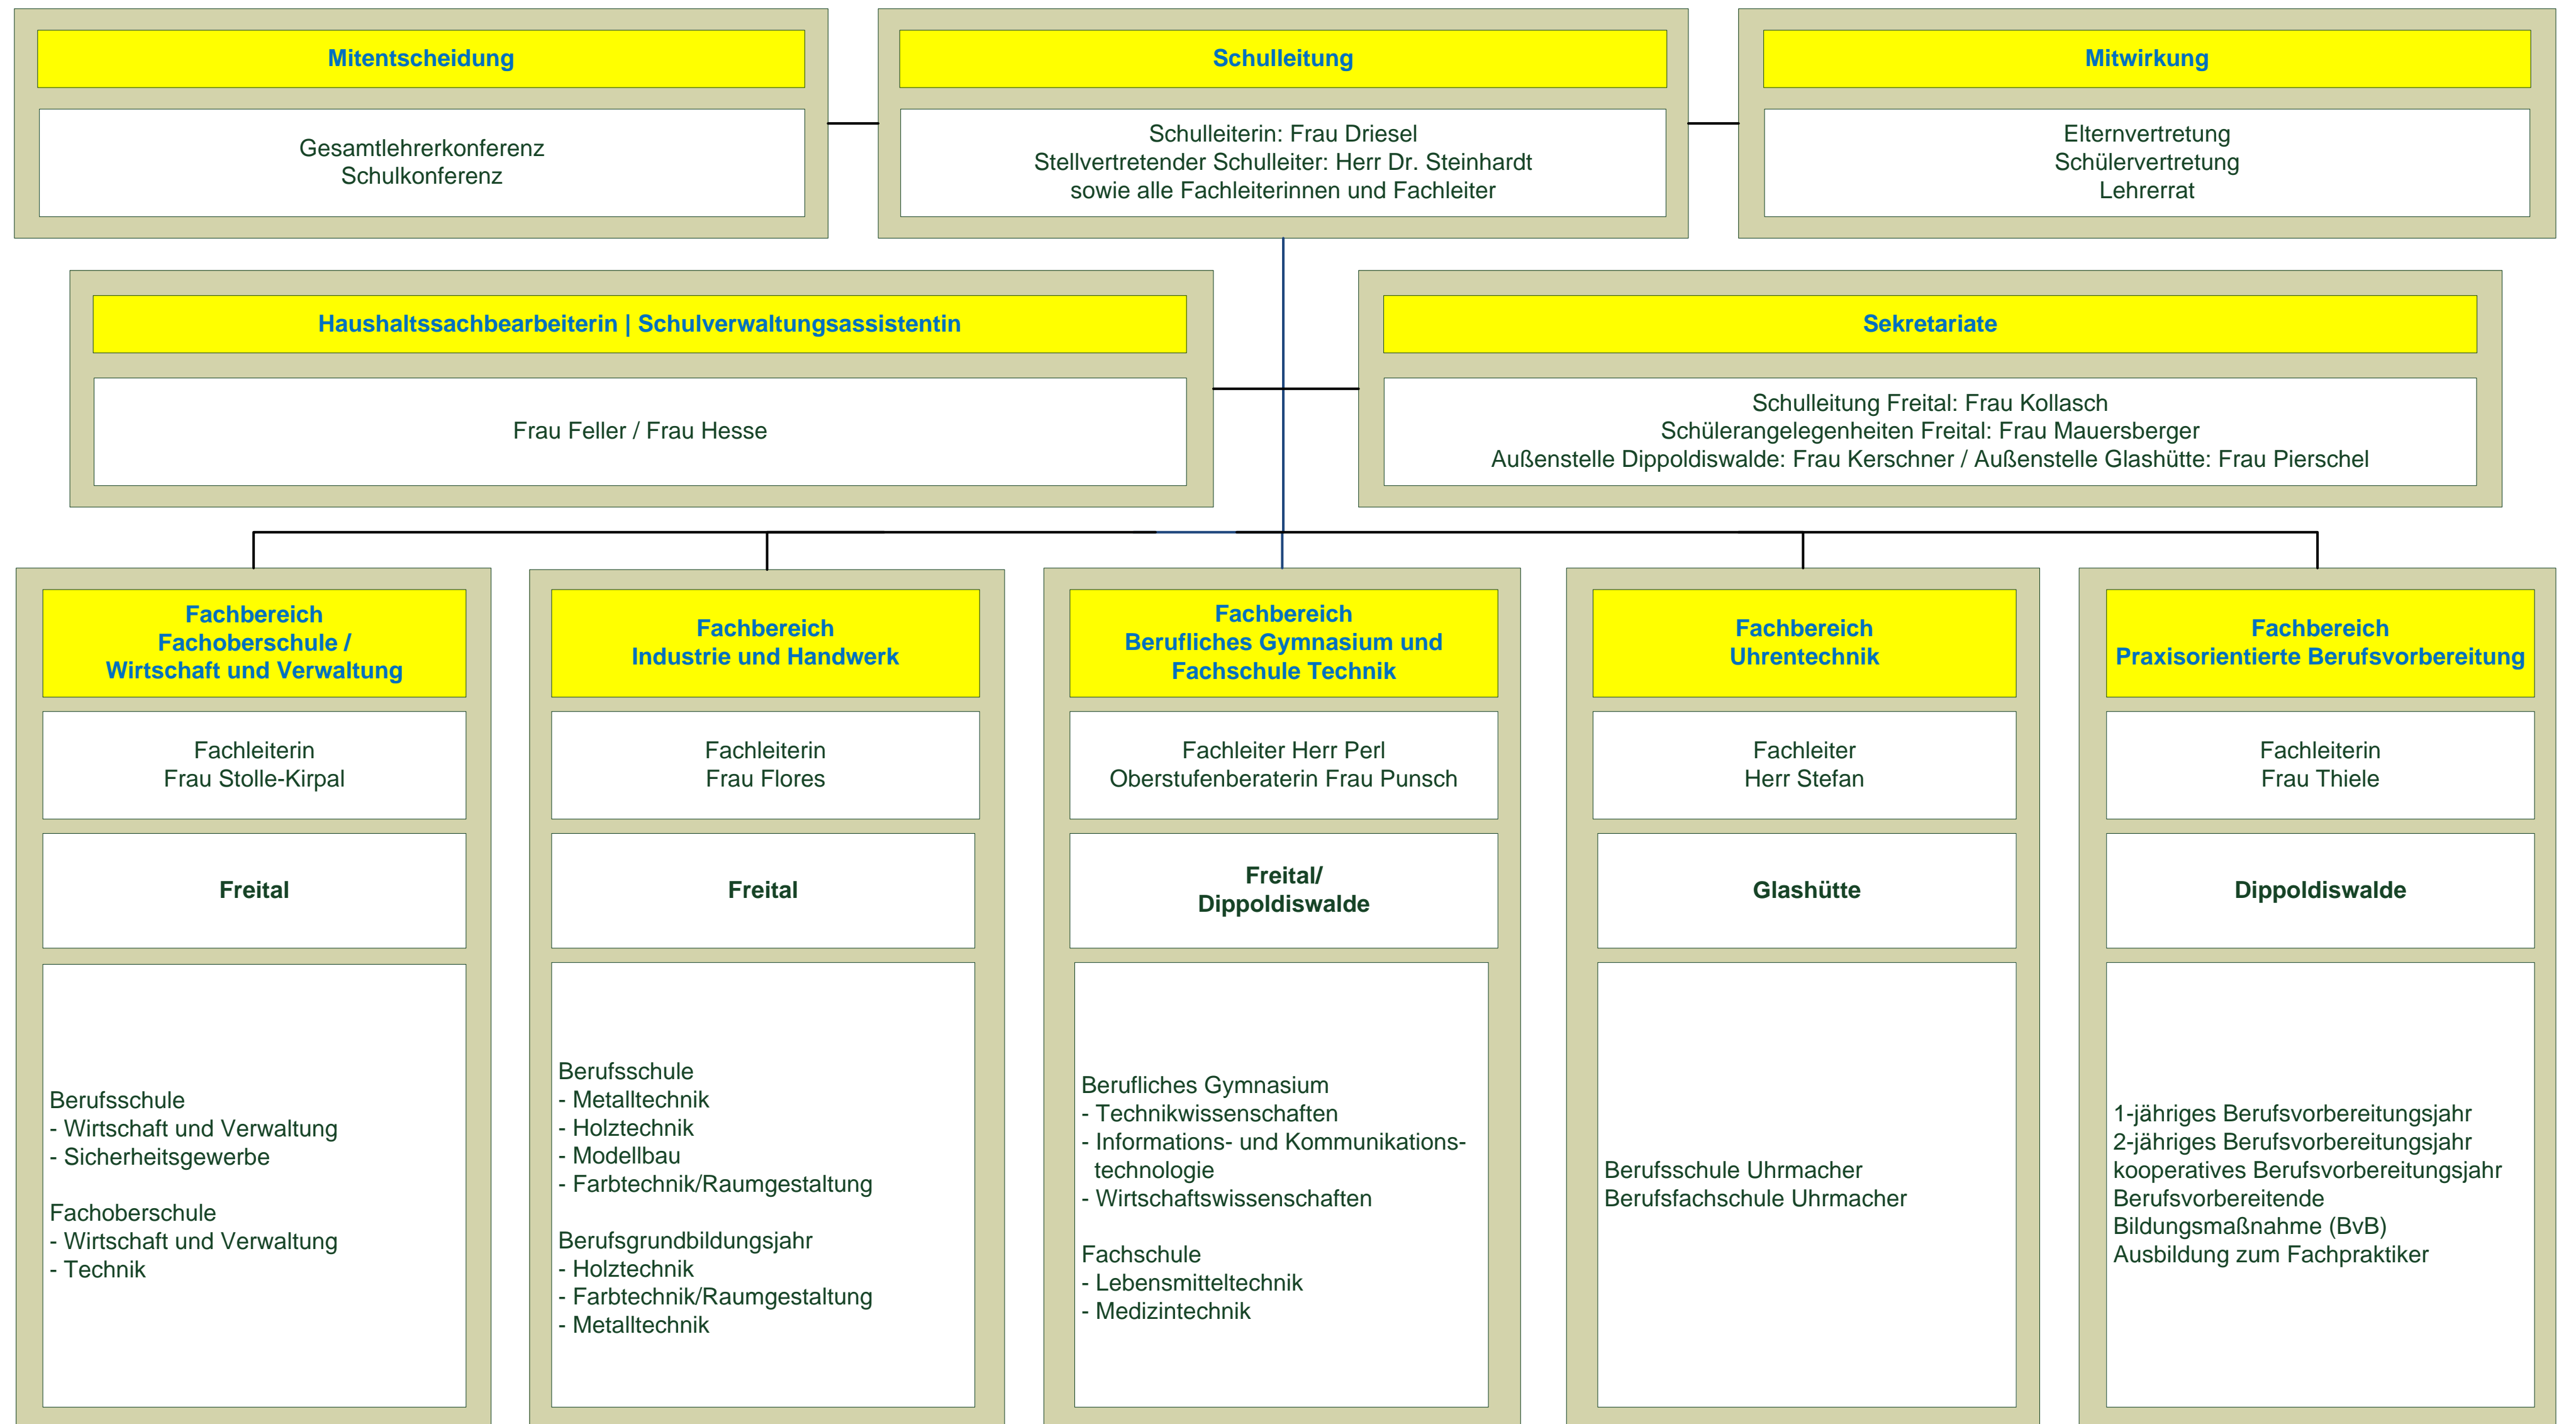 Mitentscheidung
Gesamtlehrerkonferenz
Schulkonferenz
Schulleitung
Schulleiterin: Frau Driesel
Stellvertretender Schulleiter: Herr Dr. Steinhardt
sowie alle Fachleiterinnen und Fachleiter
Mitwirkung
Elternvertretung
Schülervertretung
Lehrerrat
Haushaltssachbearbeiterin | Schulverwaltungsassistentin
Frau Feller / Frau Hesse
Sekretariate
Schulleitung Freital: Frau Kollasch
Schülerangelegenheiten Freital: Frau Mauersberger
Außenstelle Dippoldiswalde: Frau Kerschner / Außenstelle Glashütte: Frau Pierschel
Fachbereich
Fachoberschule /
Wirtschaft und Verwaltung
Fachleiterin
Frau Stolle-Kirpal
Freital
Berufsschule
- Wirtschaft und Verwaltung
- Sicherheitsgewerbe
Fachoberschule
- Wirtschaft und Verwaltung
- Technik
Fachbereich
Industrie und Handwerk
Fachleiterin
Frau Flores
Freital
Berufsschule
- Metalltechnik
- Holztechnik
- Modellbau
- Farbtechnik/Raumgestaltung
Berufsgrundbildungsjahr
- Holztechnik
- Farbtechnik/Raumgestaltung
- Metalltechnik
Fachbereich
Berufliches Gymnasium und
Fachschule Technik
Fachleiter Herr Perl
Oberstufenberaterin Frau Punsch
Freital/
Dippoldiswalde
Berufliches Gymnasium
- Technikwissenschaften
- Informations- und Kommunikations-
technologie
- Wirtschaftswissenschaften
Fachschule
- Lebensmitteltechnik
- Medizintechnik
Fachbereich
Uhrentechnik
Fachleiter
Herr Stefan
Glashütte
Berufsschule Uhrmacher
Berufsfachschule Uhrmacher
Fachbereich
Praxisorientierte Berufsvorbereitung
Fachleiterin
Frau Thiele
Dippoldiswalde
1-jähriges Berufsvorbereitungsjahr
2-jähriges Berufsvorbereitungsjahr
kooperatives Berufsvorbereitungsjahr
Berufsvorbereitende
Bildungsmaßnahme (BvB)
Ausbildung zum Fachpraktiker